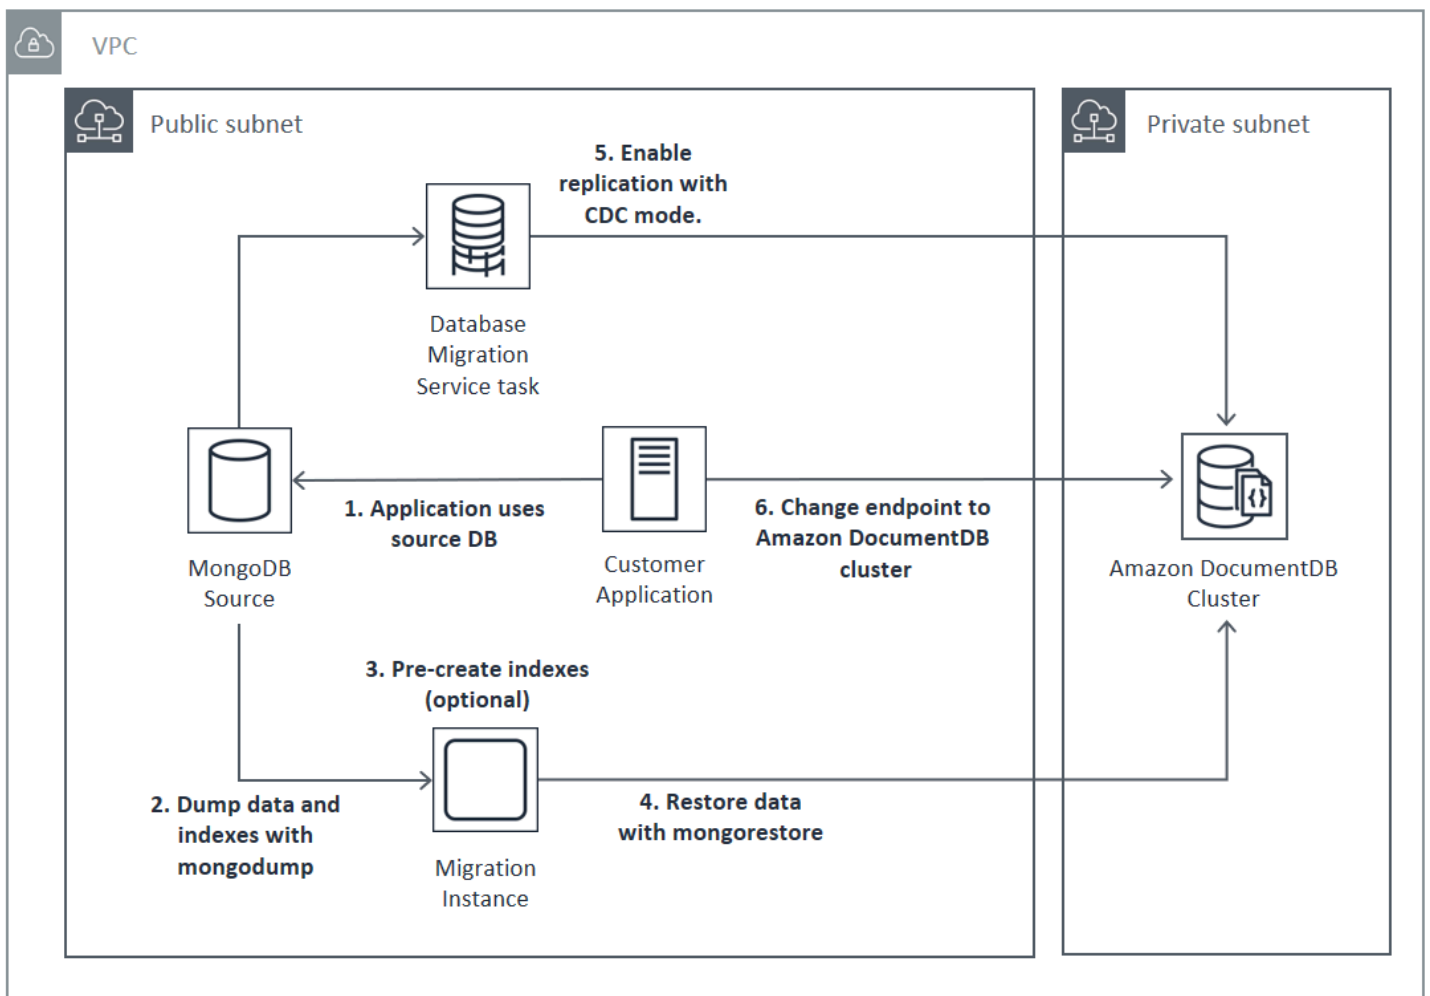 VPC
Public subnet
Private subnet
5. Enable
replication with
CDC mode.
Database
Migration
Service task
1. Application uses
source DB
6. Change endpoint to
Amazon DocumentDB
cluster
MongoDB
Source
Customer
Application
Amazon DocumentDB
Cluster
3. Pre-create indexes
(optional)
2. Dump data and
indexes with
mongodump
4. Restore data
with mongorestore
Migration
Instance